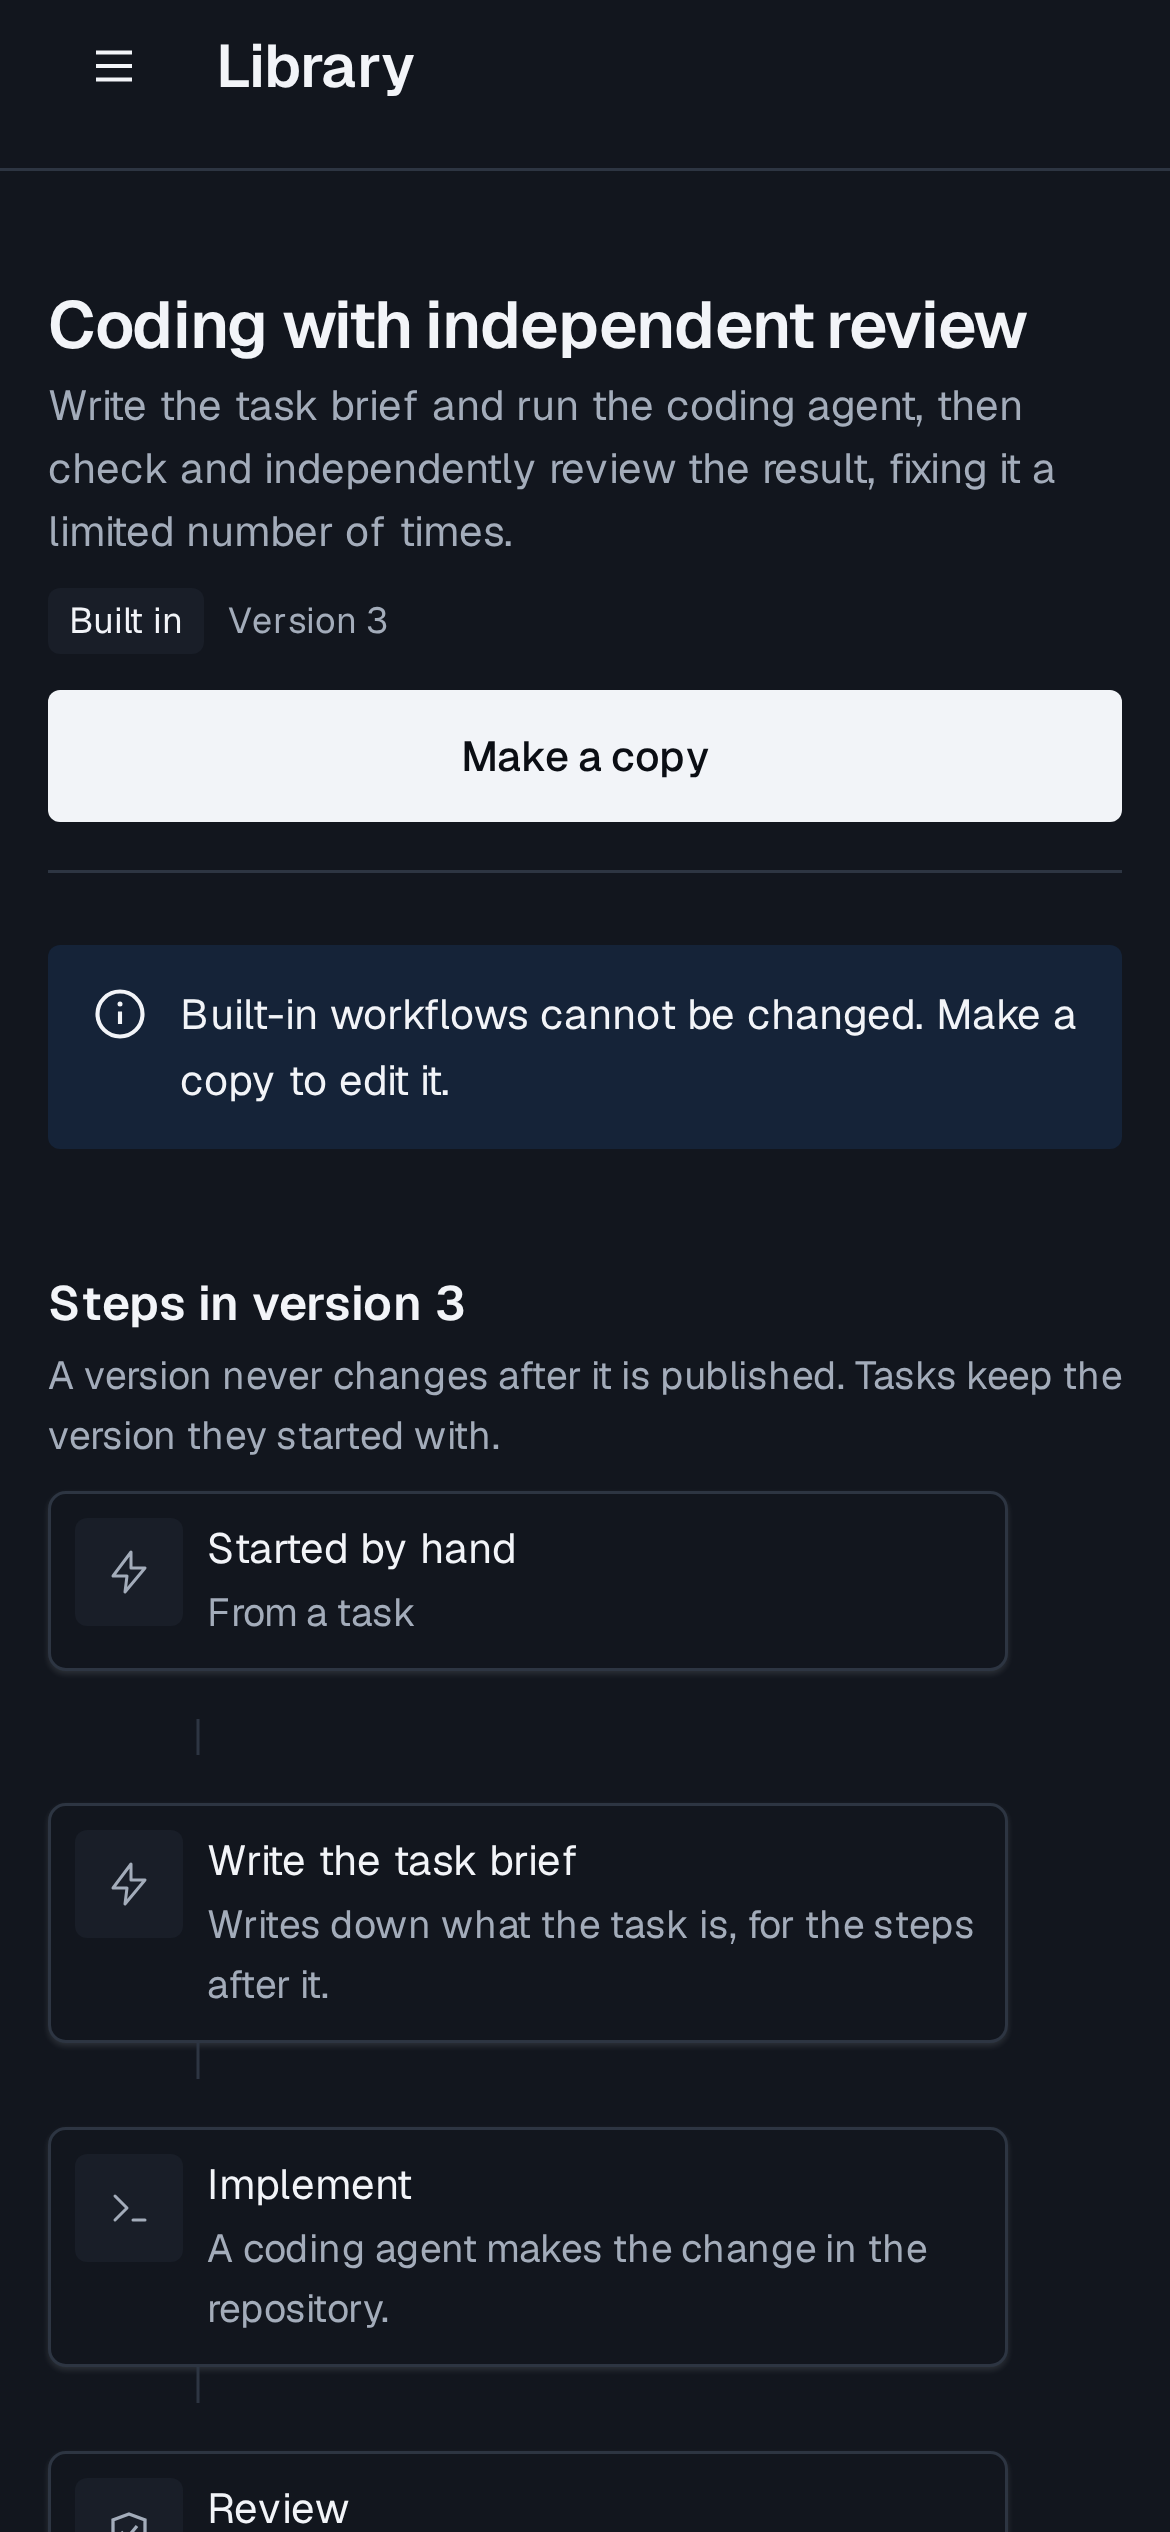 Library
Coding with independent review
Write the task brief and run the coding agent, then
check and independently review the result, fixing it a
limited number of times.
Built in
Version 3
Make a copy
Built-in workflows cannot be changed. Make a
copy to edit it.
Steps in version 3
A version never changes after it is published. Tasks keep the
version they started with.
Started by hand
From a task
Write the task brief
Writes down what the task is, for the steps
after it.
Implement
A coding agent makes the change in the
repository.
Review